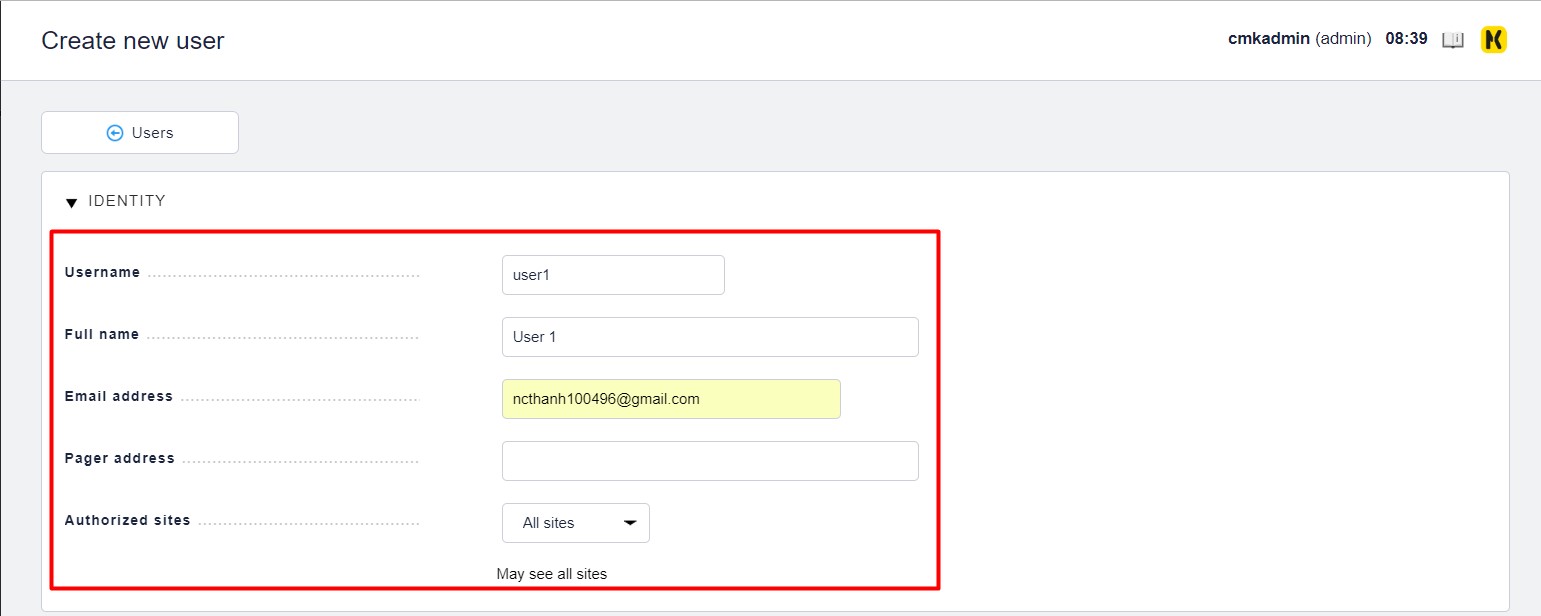 Create new user
cmkadmin (admin) 08:39
Users
IDENTITY
Username user1
Full name User 1
Email address ncthanh100496@gmail.com
Pager address
Authorized sites All sites
May see all sites